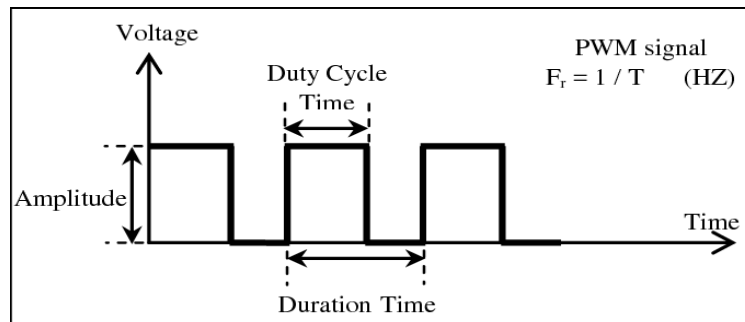 Voltage
PWM signal
Fr = 1 / T (HZ)
Duty Cycle
Time
Amplitude
Time
Duration Time